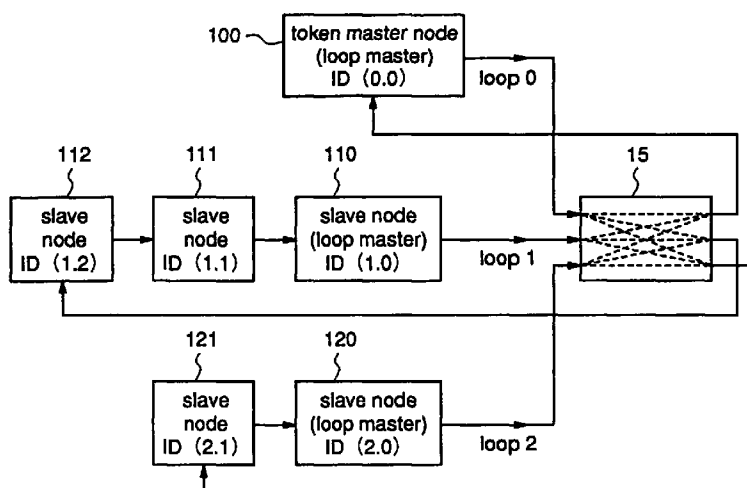 100
token master node
(loop master)
ID (0.0)
loop 0
112
111
110
15
slave
node
ID (1.2)
slave
node
ID (1.1)
slave node
(loop master)
ID (1.0)
loop 1
121
120
slave
node
ID (2.1)
slave node
(loop master)
ID (2.0)
loop 2